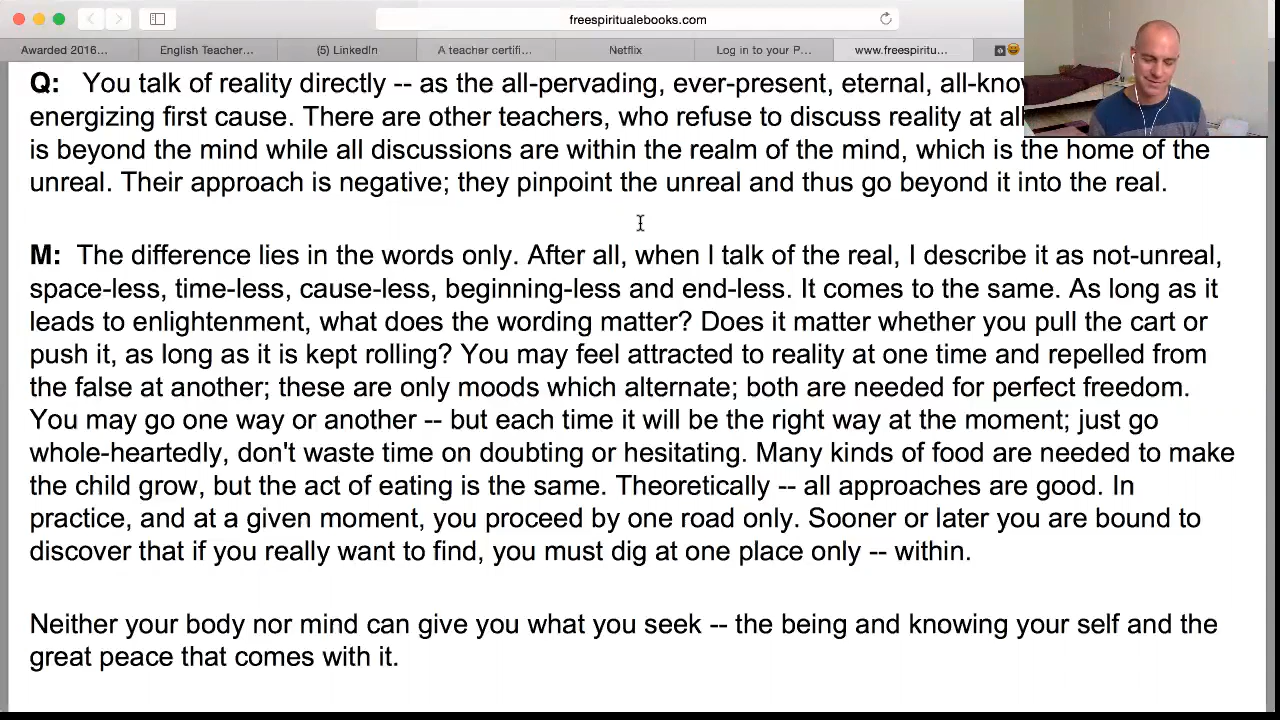 freespiritualebooks.com
Awarded 2016... English Teacher... (5) LinkedIn A teacher certifi... Netflix Log in to your P... www.freespiritu...
Q: You talk of reality directly -- as the all-pervading, ever-present, eternal,
energizing first cause. There are other teachers, who refuse to discuss reality at
is beyond the mind while all discussions are within the realm of the mind, which is the home of the
unreal. Their approach is negative; they pinpoint the unreal and thus go beyond it into the real.
M: The difference lies in the words only. After all, when I talk of the real, I describe it as not-unreal,
space-less, time-less, cause-less, beginning-less and end-less. It comes to the same. As long as it
leads to enlightenment, what does the wording matter? Does it matter whether you pull the cart or
push it, as long as it is kept rolling? You may feel attracted to reality at one time and repelled from
the false at another; these are only moods which alternate; both are needed for perfect freedom.
You may go one way or another -- but each time it will be the right way at the moment; just go
whole-heartedly, don't waste time on doubting or hesitating. Many kinds of food are needed to make
the child grow, but the act of eating is the same. Theoretically -- all approaches are good. In
practice, and at a given moment, you proceed by one road only. Sooner or later you are bound to
discover that if you really want to find, you must dig at one place only -- within.
Neither your body nor mind can give you what you seek -- the being and knowing your self and the
great peace that comes with it.